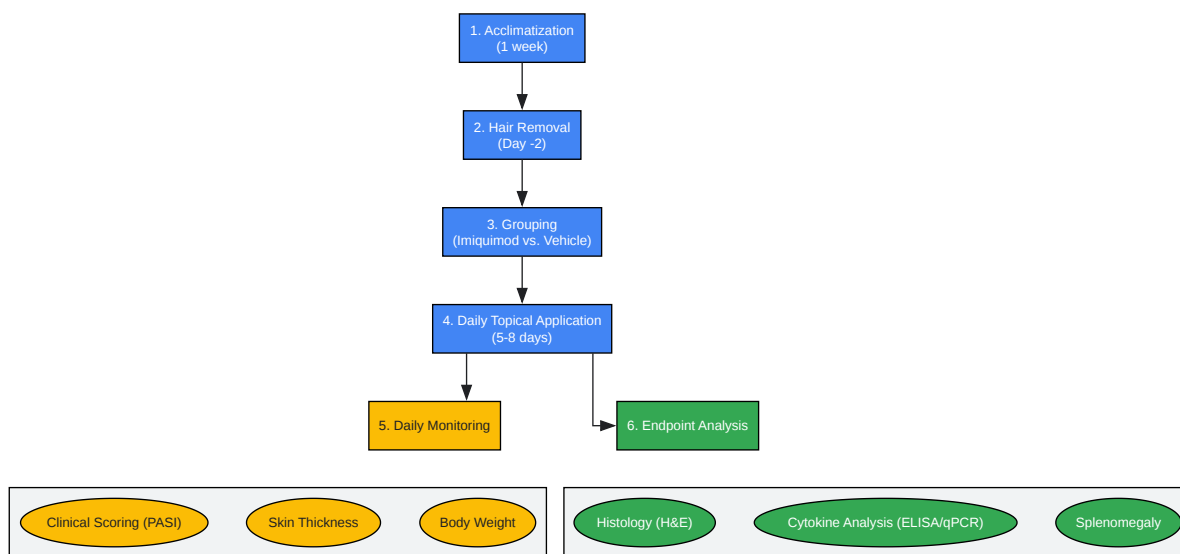 1. Acclimatization
(1 week)
2. Hair Removal
(Day -2)
3. Grouping
(Imiquimod vs. Vehicle)
4. Daily Topical Application
(5-8 days)
5. Daily Monitoring
6. Endpoint Analysis
Clinical Scoring (PASI)
Skin Thickness
Body Weight
Histology (H&E)
Cytokine Analysis (ELISA/qPCR)
Splenomegaly